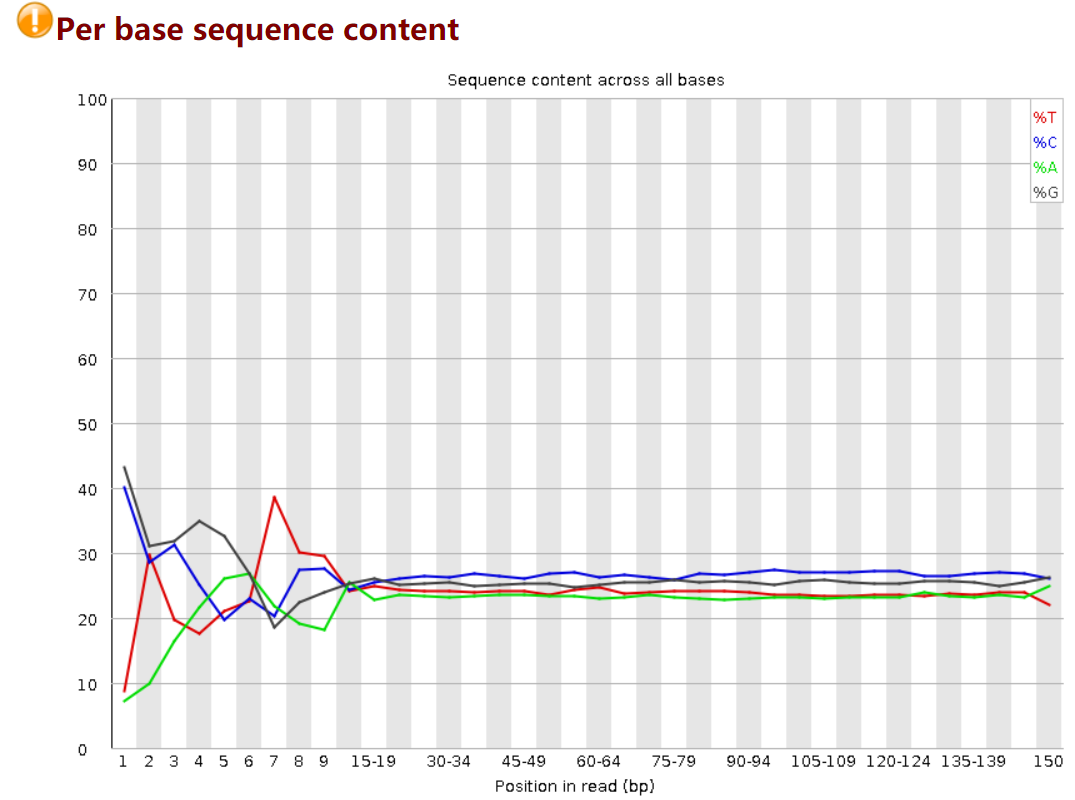 Per base sequence content
Sequence content across all bases
100
%T
%C
90
%A
%G
80
70
60
50
40
30
20
10
0
1 2 3 4 5 6 7 8 9 15-19 30-34 45-49 60-64 75-79 90-94 105-109 120-124 135-139 150
Position in read (bp)